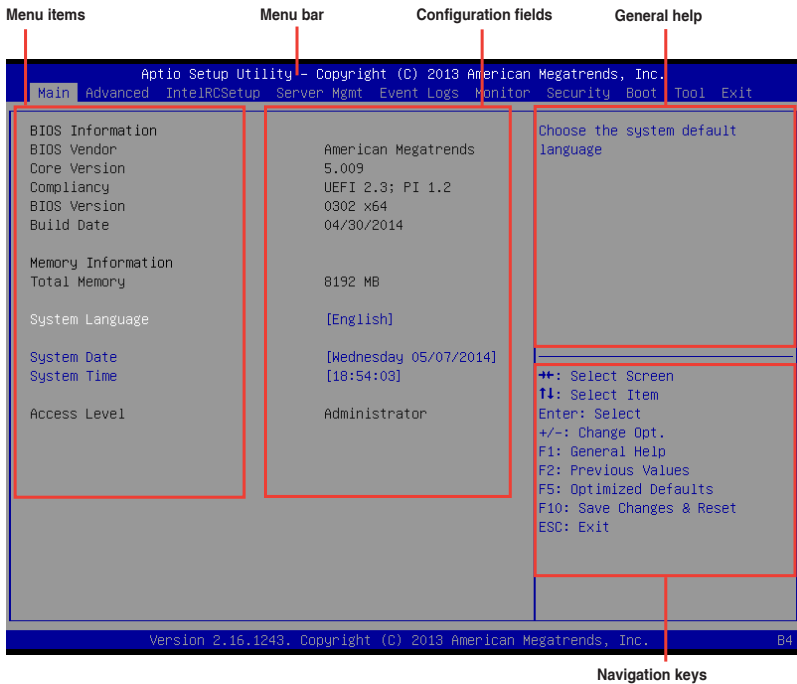 Menu items Menu bar Configuration fields General help
Aptio Setup Utility – Copyright (C) 2013 American Megatrends, Inc.
Main Advanced IntelRCSetup Server Mgmt Event Logs Monitor Security Boot Tool Exit
BIOS Information
BIOS Vendor American Megatrends
Core Version 5.009
Compliancy UEFI 2.3; PI 1.2
BIOS Version 0302 x64
Build Date 04/30/2014
Memory Information
Total Memory 8192 MB
System Language [English]
System Date [Wednesday 05/07/2014]
System Time [18:54:03]
Access Level Administrator
Choose the system default
language
→←: Select Screen
↑↓: Select Item
Enter: Select
+/-: Change Opt.
F1: General Help
F2: Previous Values
F5: Optimized Defaults
F10: Save Changes & Reset
ESC: Exit
Version 2.16.1243. Copyright (C) 2013 American Megatrends, Inc. B4
Navigation keys